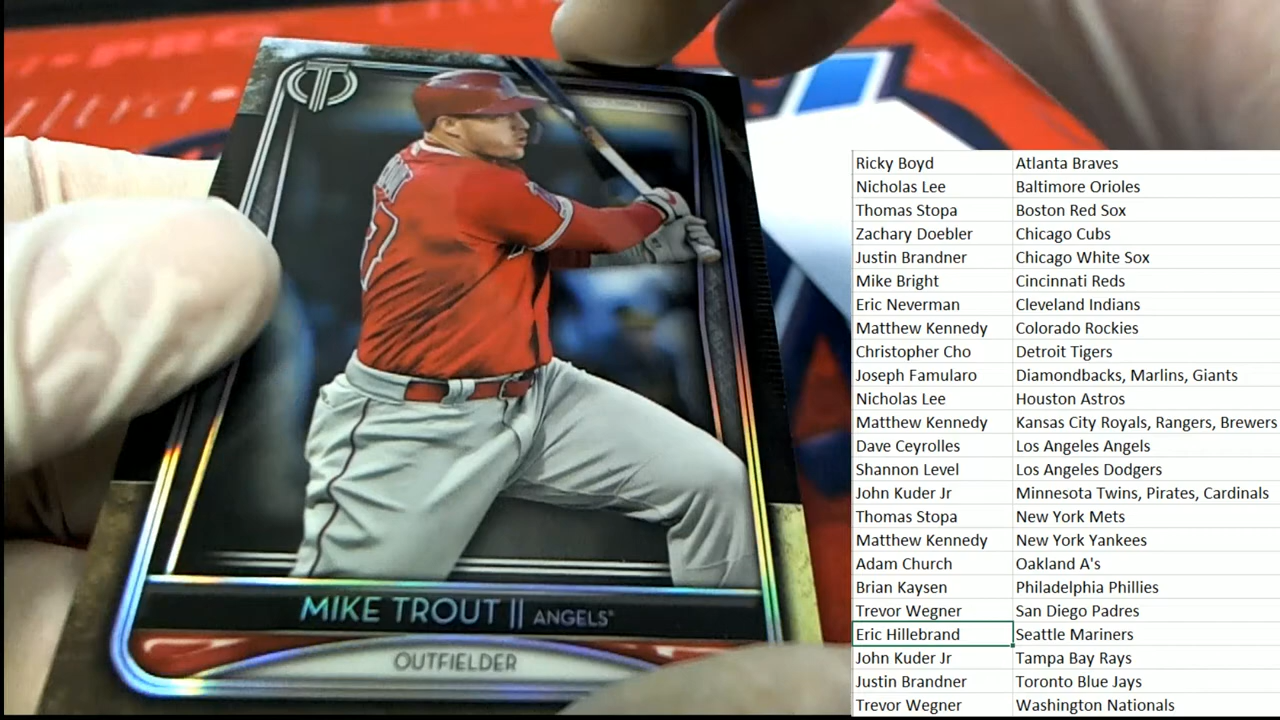 PRO
Ultra
T
MIKE TROUT || ANGELS
OUTFIELDER
Ricky Boyd Atlanta Braves
Nicholas Lee Baltimore Orioles
Thomas Stopa Boston Red Sox
Zachary Doebler Chicago Cubs
Justin Brandner Chicago White Sox
Mike Bright Cincinnati Reds
Eric Neverman Cleveland Indians
Matthew Kennedy Colorado Rockies
Christopher Cho Detroit Tigers
Joseph Famularo Diamondbacks, Marlins, Giants
Nicholas Lee Houston Astros
Matthew Kennedy Kansas City Royals, Rangers, Brewers
Dave Ceyrolles Los Angeles Angels
Shannon Level Los Angeles Dodgers
John Kuder Jr Minnesota Twins, Pirates, Cardinals
Thomas Stopa New York Mets
Matthew Kennedy New York Yankees
Adam Church Oakland A's
Brian Kaysen Philadelphia Phillies
Trevor Wegner San Diego Padres
Eric Hillebrand Seattle Mariners
John Kuder Jr Tampa Bay Rays
Justin Brandner Toronto Blue Jays
Trevor Wegner Washington Nationals